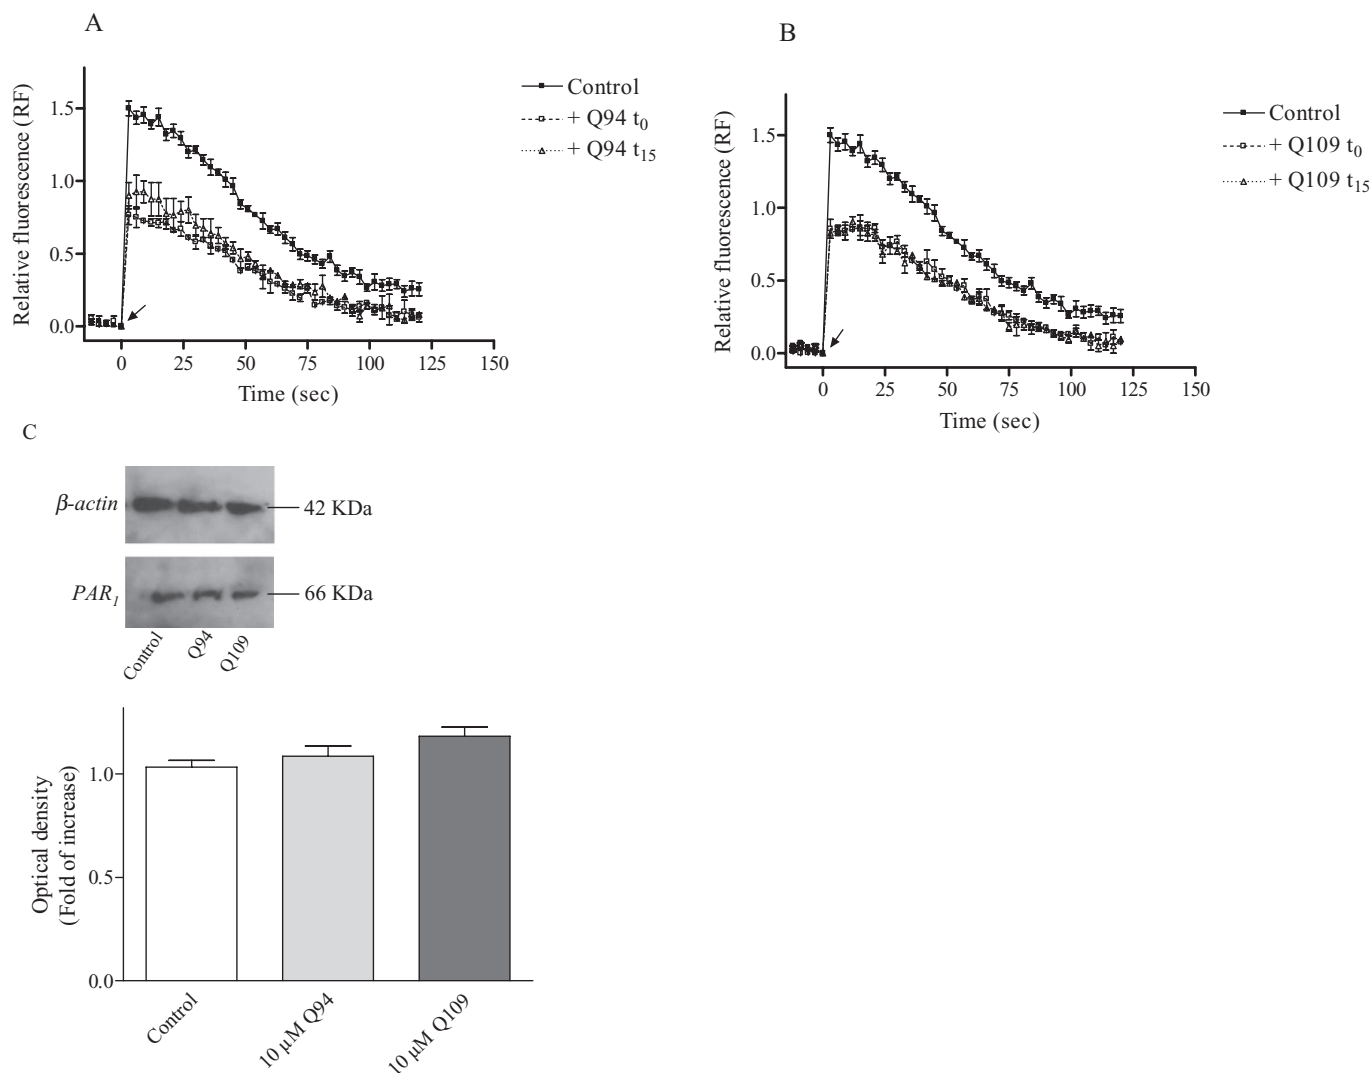 A
Relative fluorescence (RF)
1.5
1.0
0.5
0.0
0 25 50 75 100 125 150
Time (sec)
Control
+ Q94 t0
+ Q94 t15
B
Relative fluorescence (RF)
1.5
1.0
0.5
0.0
0 25 50 75 100 125 150
Time (sec)
Control
+ Q109 t0
+ Q109 t15
C
β-actin 42 KDa
PAR1 66 KDa
Control Q94 Q109
Optical density
(Fold of increase)
1.0
0.5
0.0
Control
10 µM Q94
10 µM Q109